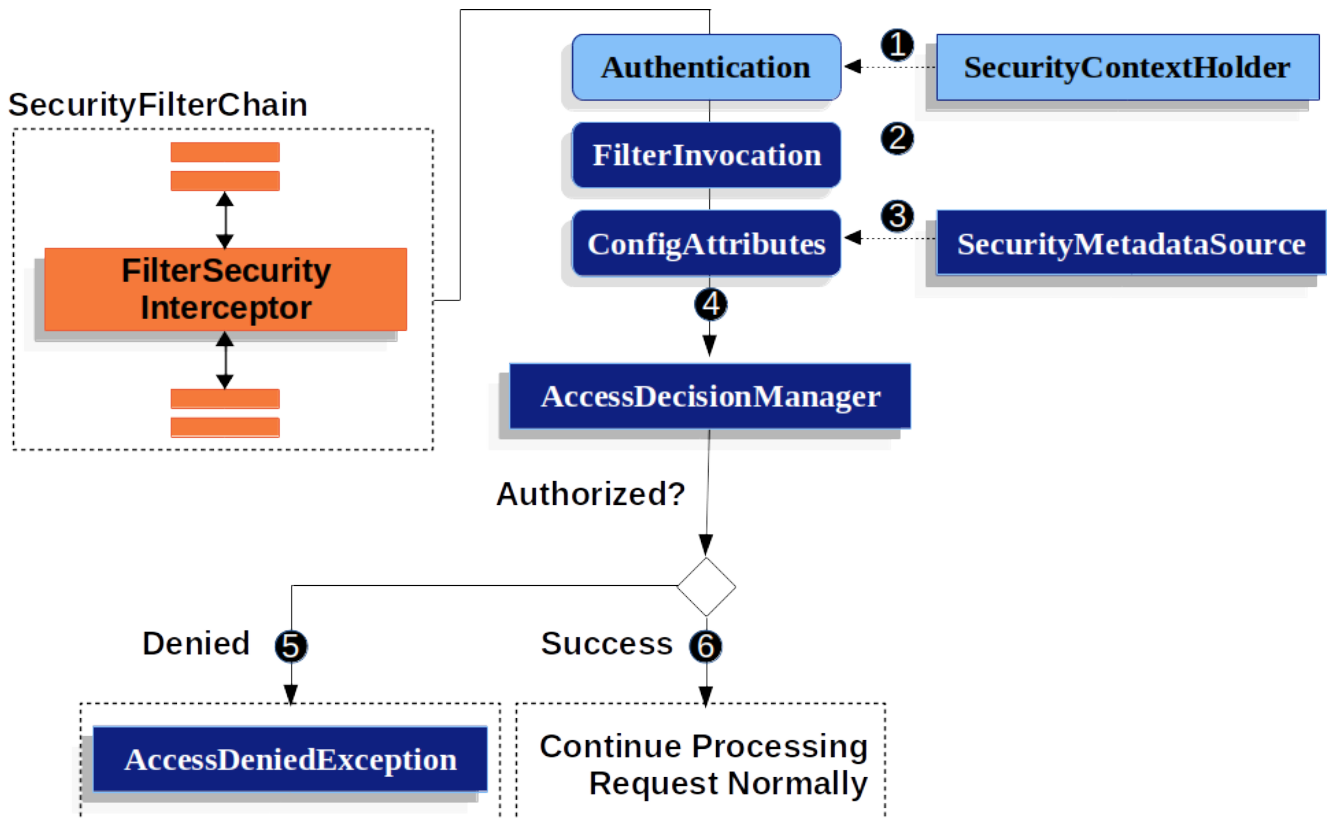 1
Authentication
SecurityContextHolder
SecurityFilterChain
2
FilterInvocation
3
ConfigAttributes
SecurityMetadataSource
FilterSecurity
Interceptor
4
AccessDecisionManager
Authorized?
Denied
5
Success
6
AccessDeniedException
Continue Processing
Request Normally